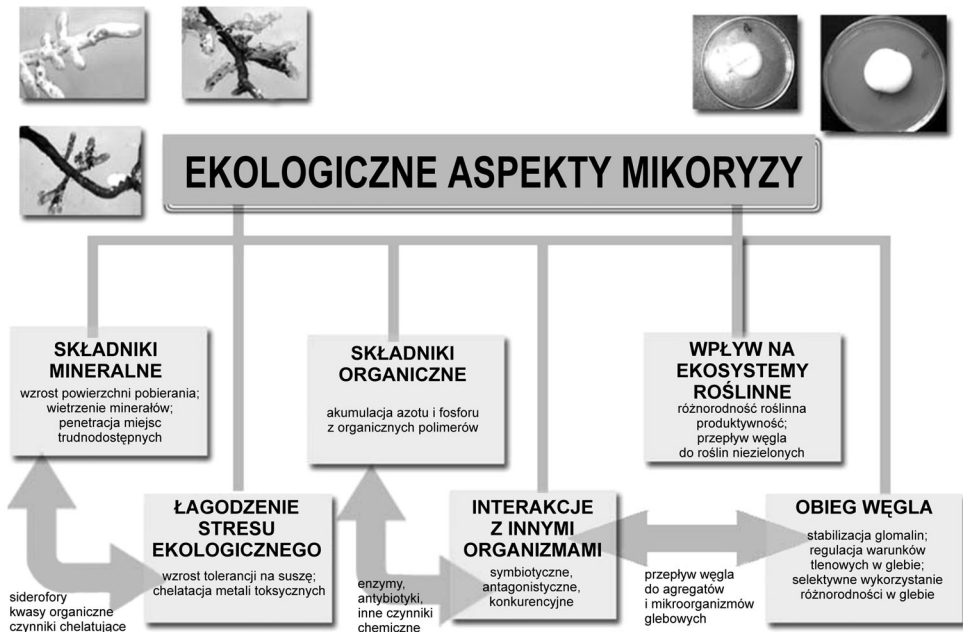 EKOLOGICZNE ASPEKTY MIKORYZY
SKŁADNIKI
MINERALNE
wzrost powierzchni pobierania;
wietrzenie minerałów;
penetracja miejsc
trudnodostępnych
SKŁADNIKI
ORGANICZNE
akumulacja azotu i fosforu
z organicznych polimerów
WPŁYW NA
EKOSYSTEMY
ROŚLINNE
różnorodność roślinna
produktywność;
przepływ węgla
do roślin niezielonych
ŁAGODZENIE
STRESU
EKOLOGICZNEGO
wzrost tolerancji na suszę;
chelatacja metali toksycznych
INTERAKCJE
Z INNYMI
ORGANIZMAMI
symbiotyczne,
antagonistyczne,
konkurencyjne
OBIEG WĘGLA
stabilizacja glomalin;
regulacja warunków
tlenowych w glebie;
selektywne wykorzystanie
różnorodności w glebie
siderofory
kwasy organiczne
czynniki chelatujące
enzymy,
antybiotyki,
inne czynniki
chemiczne
przepływ węgla
do agregatów
i mikroorganizmów
glebowych